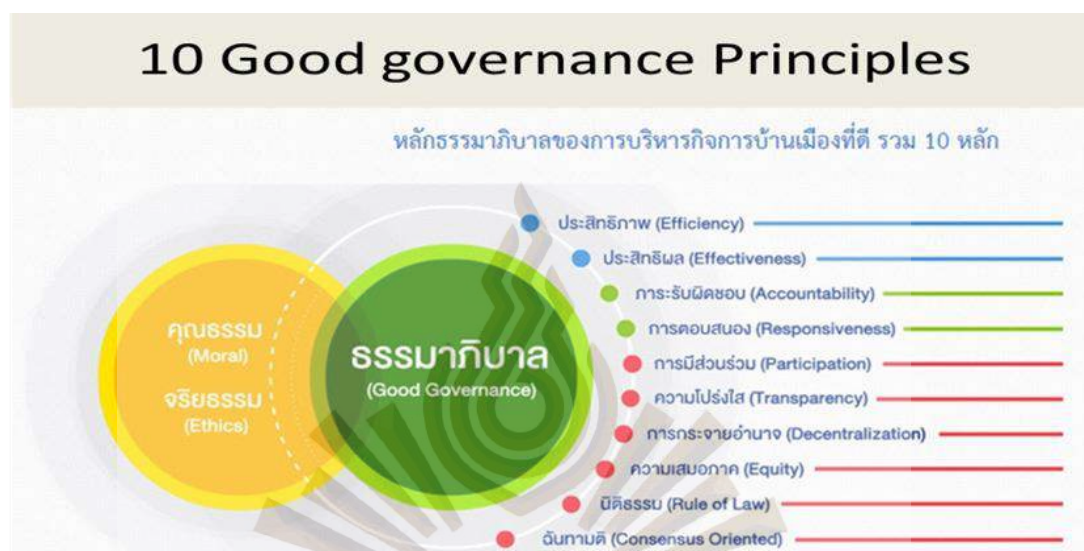 10 Good governance Principles
หลักธรรมาภิบาลของการบริหารกิจการบ้านเมืองที่ดี รวม 10 หลัก
คุณธรรม
(Moral)
จริยธรรม
(Ethics)
ธรรมาภิบาล
(Good Governance)
ประสิทธิภาพ (Efficiency)
ประสิทธิผล (Effectiveness)
การะรับผิดชอบ (Accountability)
การตอบสนอง (Responsiveness)
การมีส่วนร่วม (Participation)
ความโปร่งใส (Transparency)
การกระจายอำนาจ (Decentralization)
ความเสมอภาค (Equity)
นิติธรรม (Rule of Law)
ฉันทามติ (Consensus Oriented)